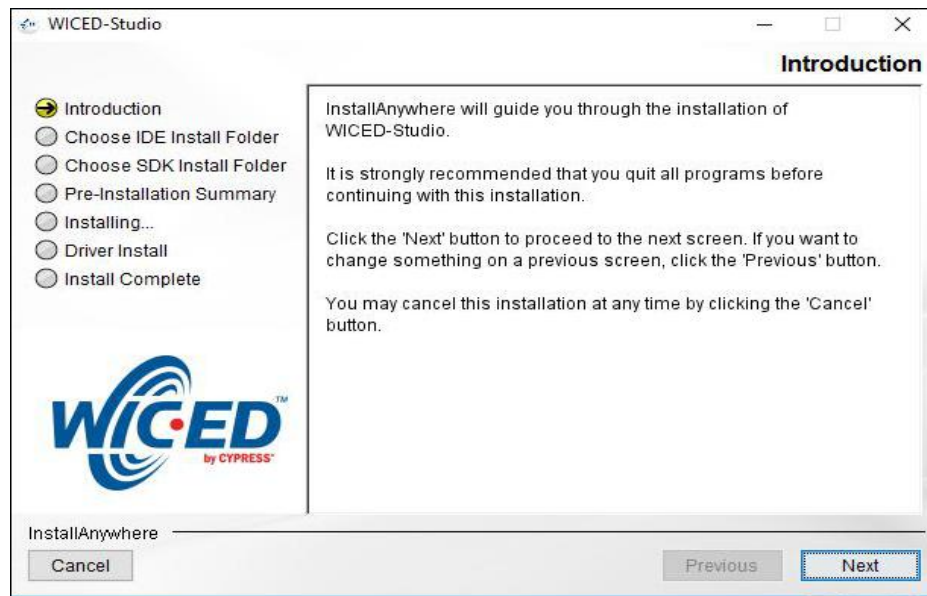 WICED-Studio
Introduction
Introduction
Choose IDE Install Folder
Choose SDK Install Folder
Pre-Installation Summary
Installing...
Driver Install
Install Complete
InstallAnywhere will guide you through the installation of
WICED-Studio.
It is strongly recommended that you quit all programs before
continuing with this installation.
Click the 'Next' button to proceed to the next screen. If you want to
change something on a previous screen, click the 'Previous' button.
You may cancel this installation at any time by clicking the 'Cancel'
button.
WICED™
by CYPRESS®
InstallAnywhere
Cancel
Previous
Next